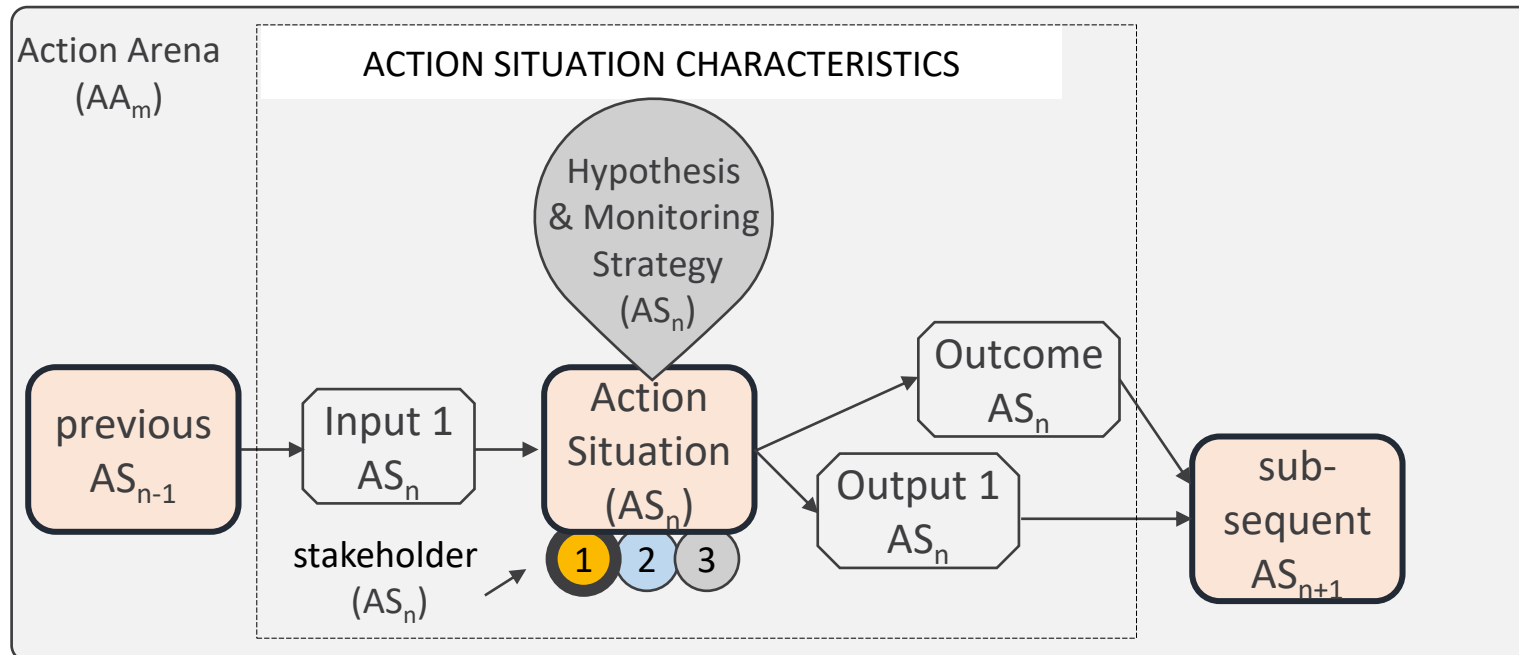 Action Arena
(AAₘ)
ACTION SITUATION CHARACTERISTICS
Hypothesis
& Monitoring
Strategy
(ASₙ)
previous
ASₙ₋₁
Input 1
ASₙ
Action
Situation
(ASₙ)
Outcome
ASₙ
Output 1
ASₙ
sub-
sequent
ASₙ₊₁
stakeholder
(ASₙ)
1 2 3